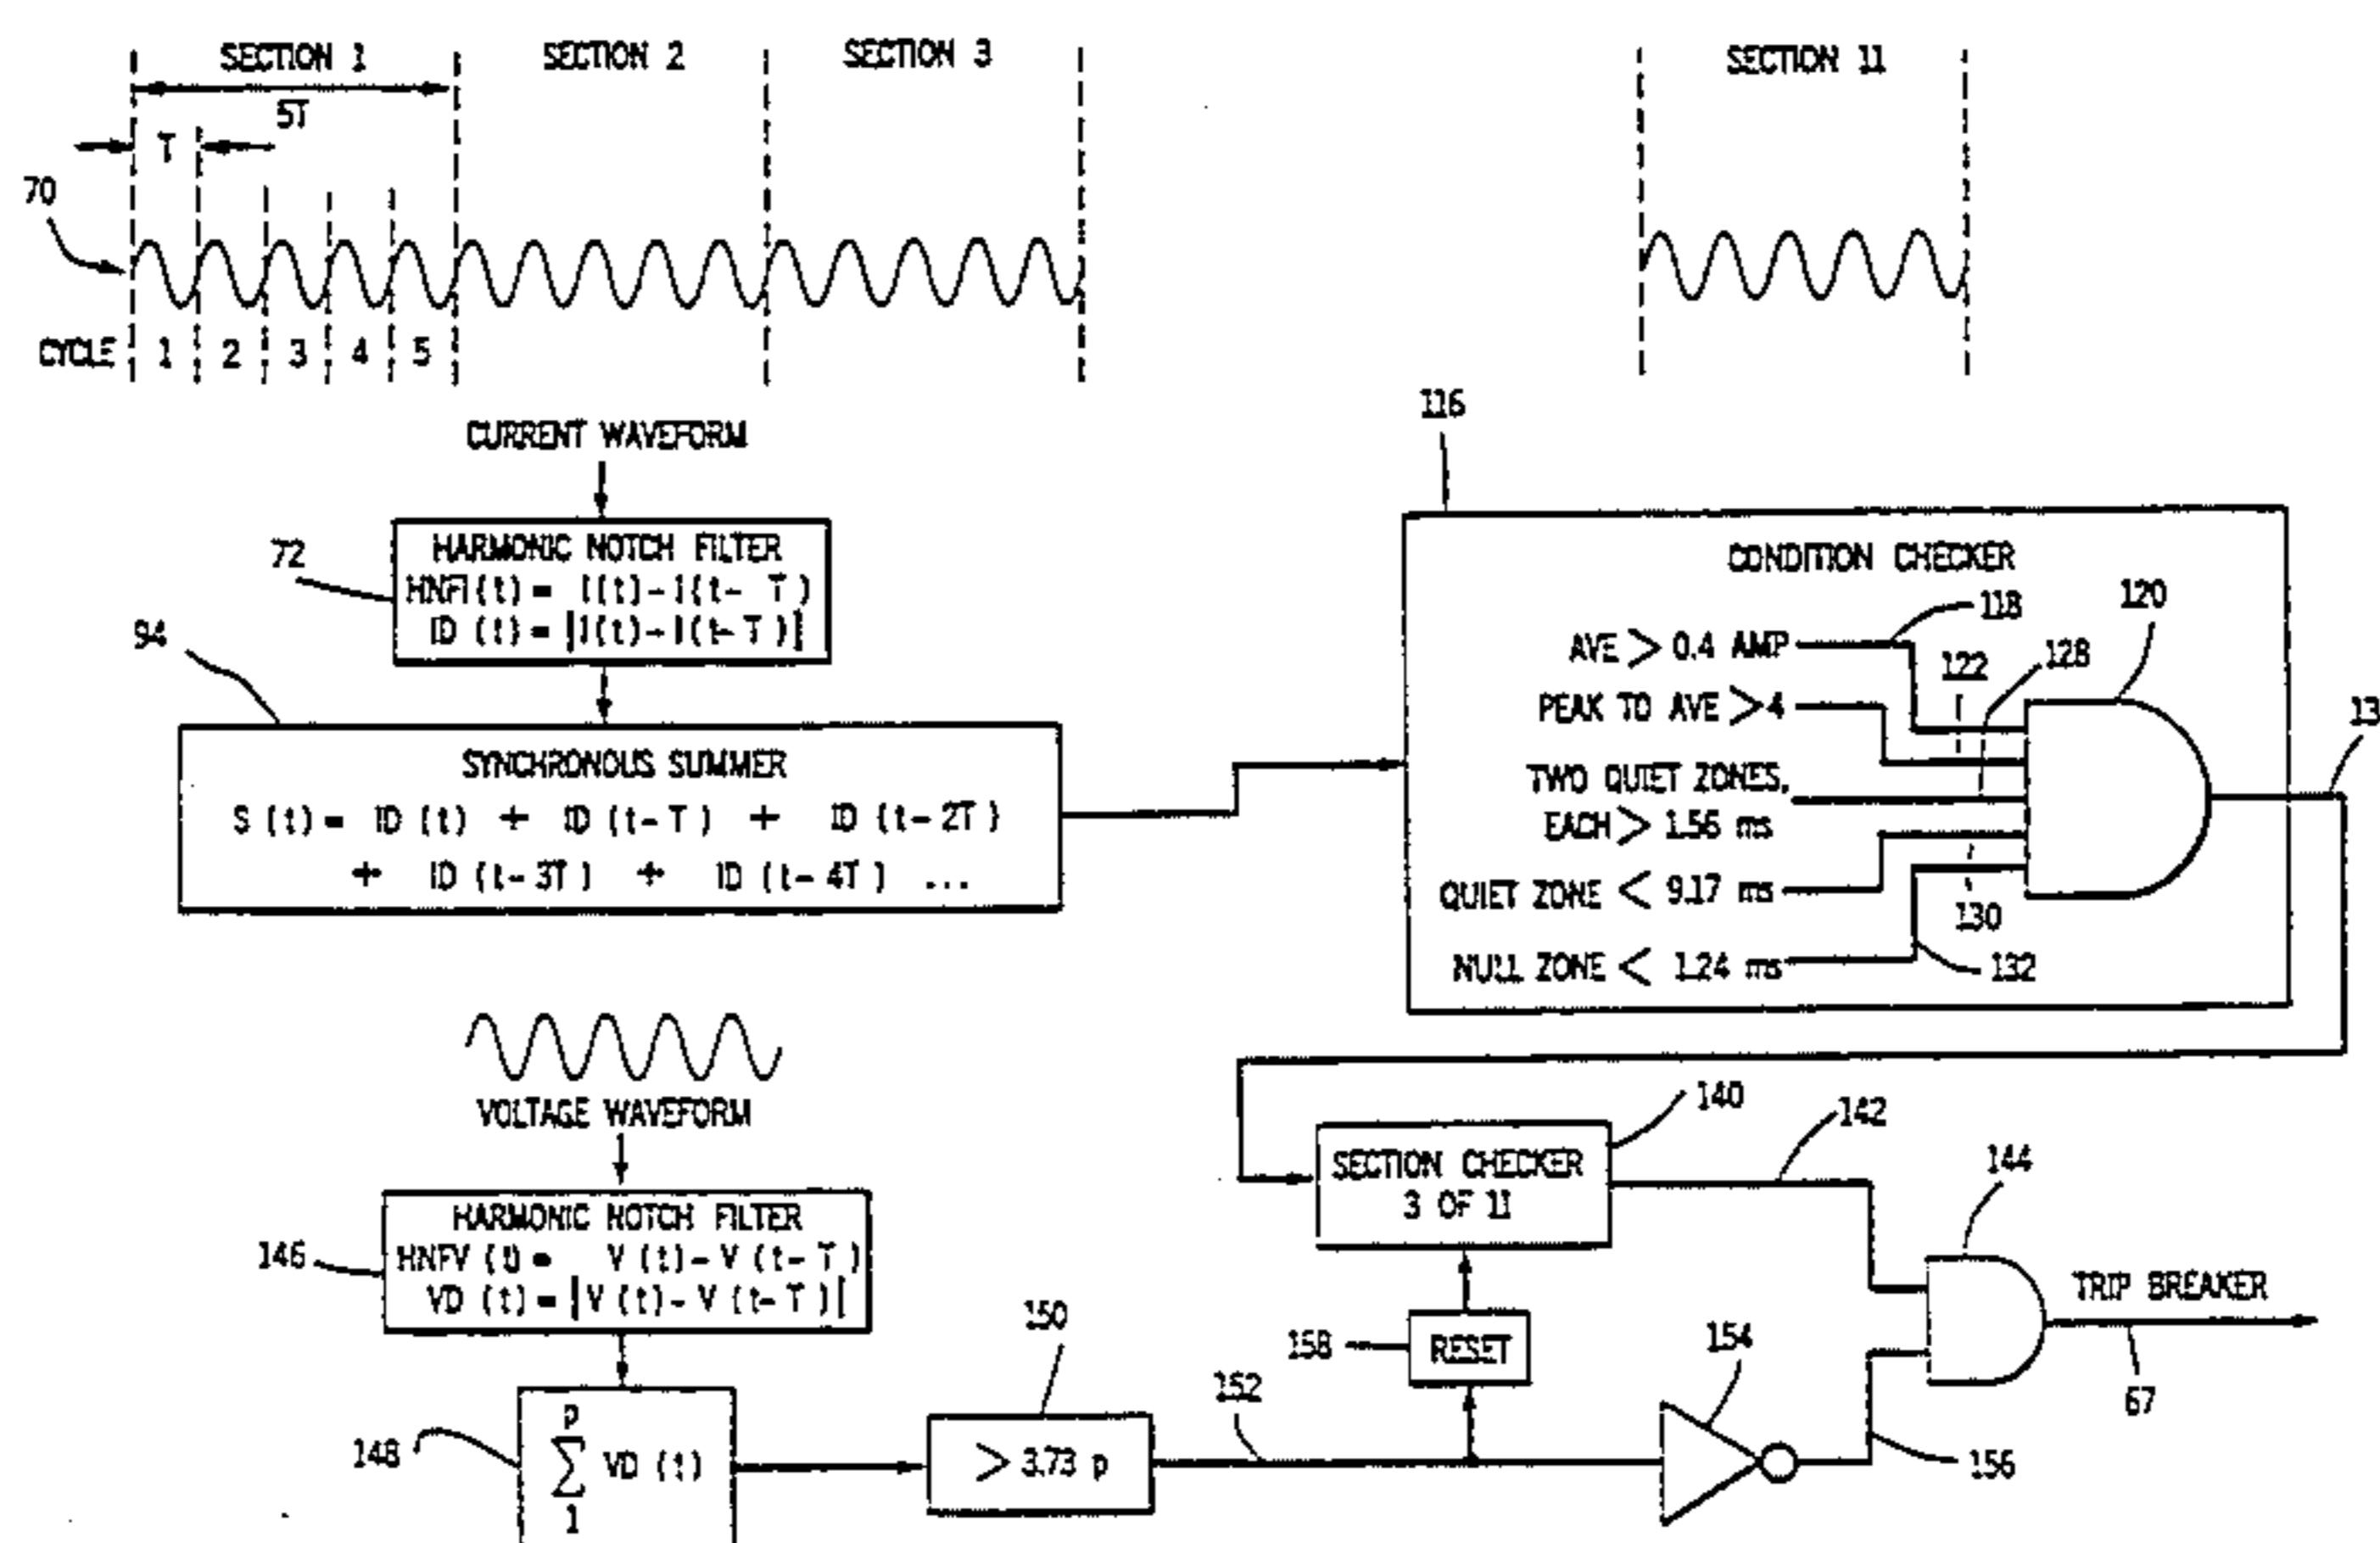 SECTION 1
SECTION 2
SECTION 3
SECTION 11
5T
T
70
CYCLE 1 2 3 4 5
CURRENT WAVEFORM
72
HARMONIC NOTCH FILTER
HNFI (t) = I(t) - I(t - T)
ID (t) = |I(t) - I(t - T)|
94
SYNCHRONOUS SUMMER
S (t) = ID (t) + ID (t - T) + ID (t - 2T)
+ ID (t - 3T) + ID (t - 4T) ...
116
CONDITION CHECKER
118
120
AVE > 0.4 AMP
122
128
PEAK TO AVE > 4
13
TWO QUIET ZONES,
EACH > 1.56 ms
QUIET ZONE < 9.17 ms
130
NULL ZONE < 1.24 ms
132
VOLTAGE WAVEFORM
146
HARMONIC NOTCH FILTER
HNFV (t) = V (t) - V (t - T)
VD (t) = |V (t) - V (t - T)|
148
p
∑ VD (t)
1
150
> 3.73 p
152
140
SECTION CHECKER
3 OF 11
142
144
158
RESET
154
156
TRIP BREAKER
67